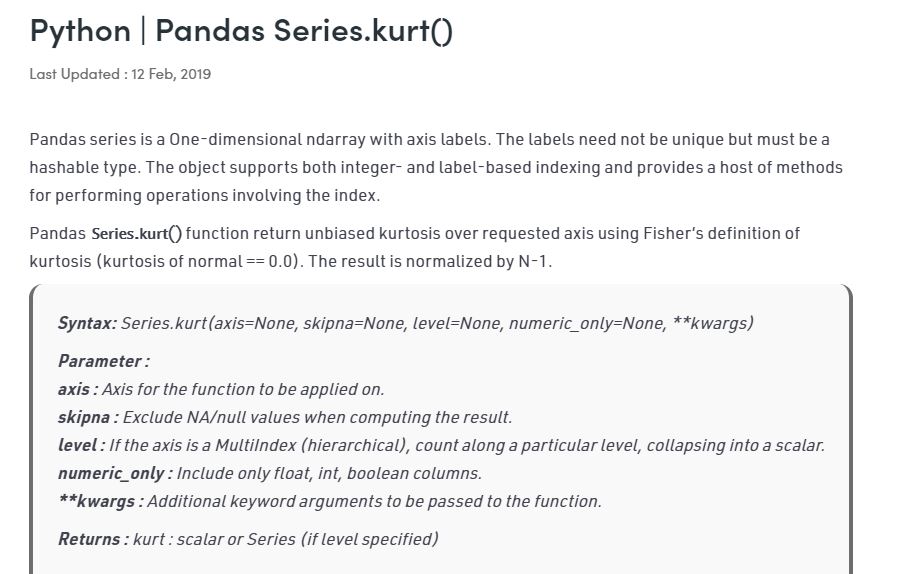 Python | Pandas Series.kurt()
Last Updated : 12 Feb, 2019
Pandas series is a One-dimensional ndarray with axis labels. The labels need not be unique but must be a
hashable type. The object supports both integer- and label-based indexing and provides a host of methods
for performing operations involving the index.
Pandas Series.kurt() function return unbiased kurtosis over requested axis using Fisher's definition of
kurtosis (kurtosis of normal == 0.0). The result is normalized by N-1.
Syntax: Series.kurt(axis=None, skipna=None, level=None, numeric_only=None, **kwargs)
Parameter :
axis : Axis for the function to be applied on.
skipna : Exclude NA/null values when computing the result.
level : If the axis is a MultiIndex (hierarchical), count along a particular level, collapsing into a scalar.
numeric_only : Include only float, int, boolean columns.
**kwargs : Additional keyword arguments to be passed to the function.
Returns : kurt : scalar or Series (if level specified)